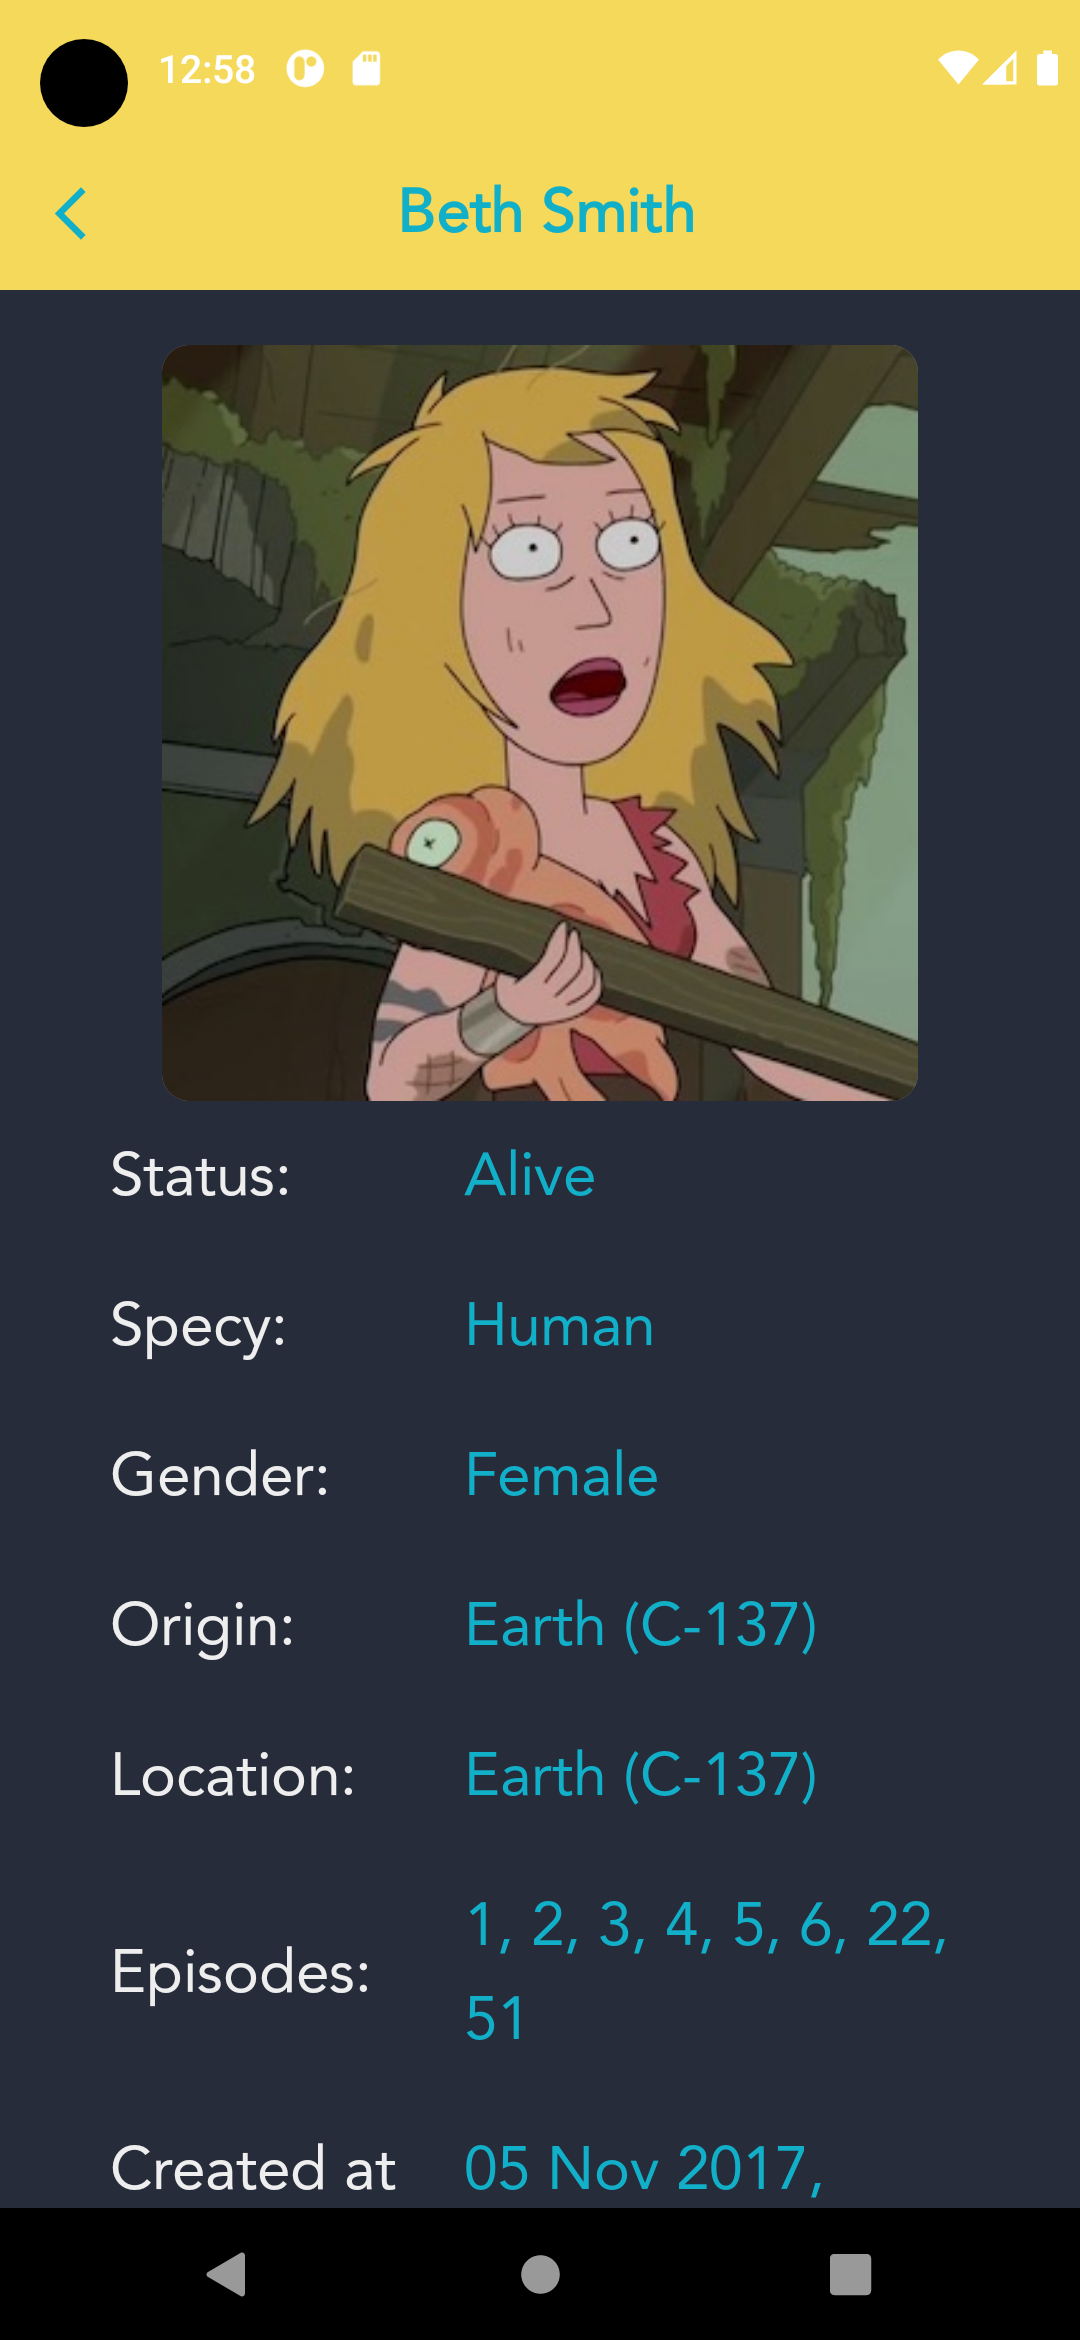 12:58
Beth Smith
Status: Alive
Specy: Human
Gender: Female
Origin: Earth (C-137)
Location: Earth (C-137)
Episodes: 1, 2, 3, 4, 5, 6, 22,
51
Created at 05 Nov 2017,